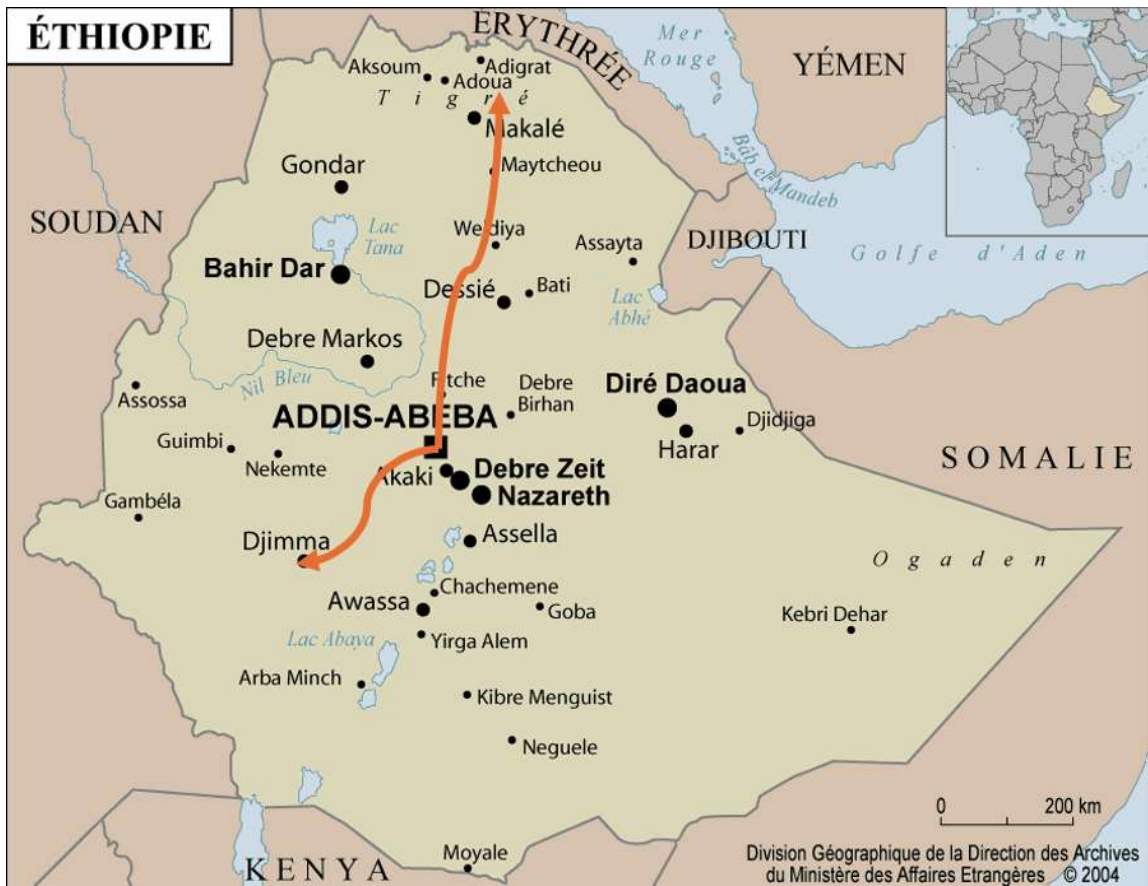 ÉTHIOPIE
ÉRYTHRÉE
Mer
Rouge
YÉMEN
Aksoum
Adigrat
Adoua
Tigré
Makalé
Bâb el Mandeb
Gondar
Maytcheou
SOUDAN
Lac
Tana
Weldiya
Assayta
DJIBOUTI
Golfe d'Aden
Bahir Dar
Dessié
Bati
Lac
Abhé
Debre Markos
Nil Bleu
Fitche
Debre
Birhan
Diré Daoua
Assossa
ADDIS-ABEBA
Djidjiga
Guimbi
Nekemte
Harar
Akaki
Debre Zeit
Nazareth
SOMALIE
Gambéla
Djimma
Assella
Ogaden
Chachemene
Awassa
Goba
Kebri Dehar
Lac Abaya
Yirga Alem
Arba Minch
Kibre Menguist
Neguele
0 200 km
Moyale
KENYA
Division Géographique de la Direction des Archives
du Ministère des Affaires Etrangères © 2004